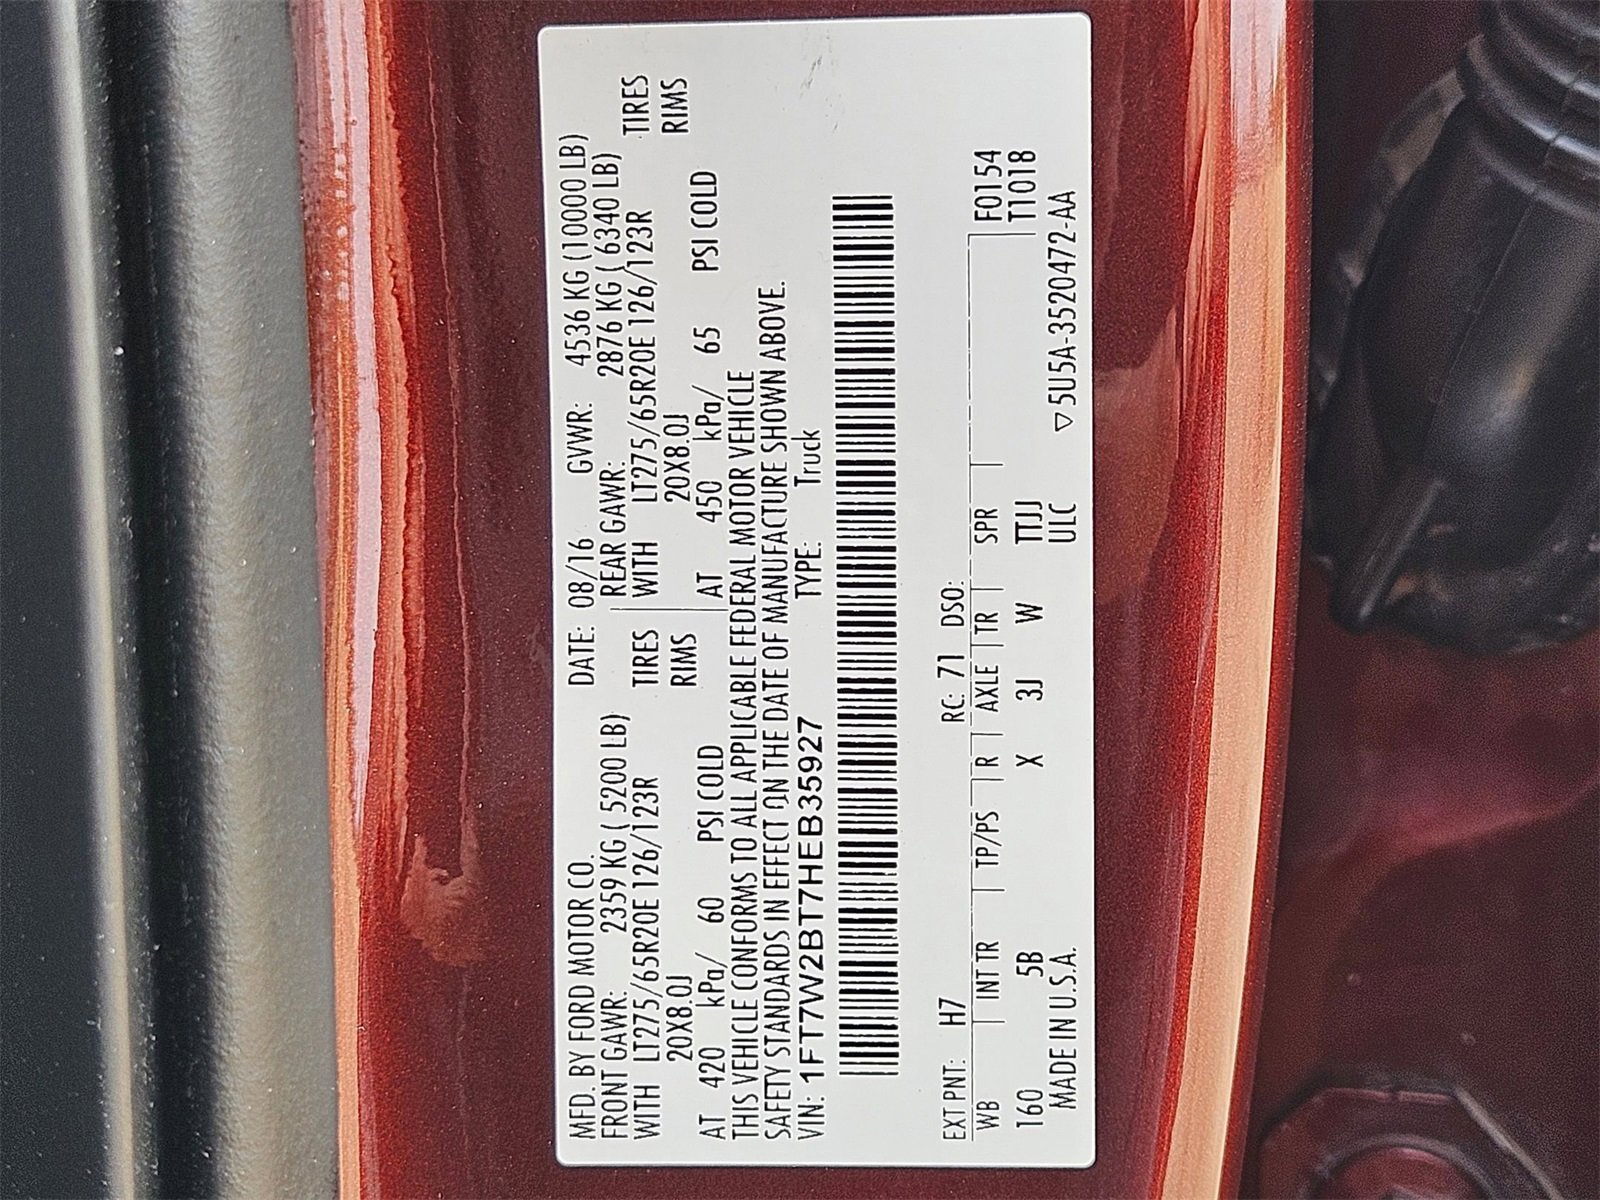 MFD. BY FORD MOTOR CO. DATE: 08/16 GVWR: 4536 KG (10000 LB)
FRONT GAWR: 2359 KG ( 5200 LB) REAR GAWR: 2876 KG ( 6340 LB)
WITH LT275/65R20E 126/123R TIRES WITH LT275/65R20E 126/123R TIRES
20X8.0J RIMS 20X8.0J RIMS
AT 420 kPa/ 60 PSI COLD AT 450 kPa/ 65 PSI COLD
THIS VEHICLE CONFORMS TO ALL APPLICABLE FEDERAL MOTOR VEHICLE
SAFETY STANDARDS IN EFFECT ON THE DATE OF MANUFACTURE SHOWN ABOVE.
VIN: 1FT7W2BT7HEB35927 TYPE: Truck
EXT PNT: H7 RC: 71 DSO:
WB INT TR TP/PS R AXLE TR SPR F0154
160 5B X 3J W TTJJ T1018
MADE IN U.S.A. ULC ▽5U5A-3520472-AA